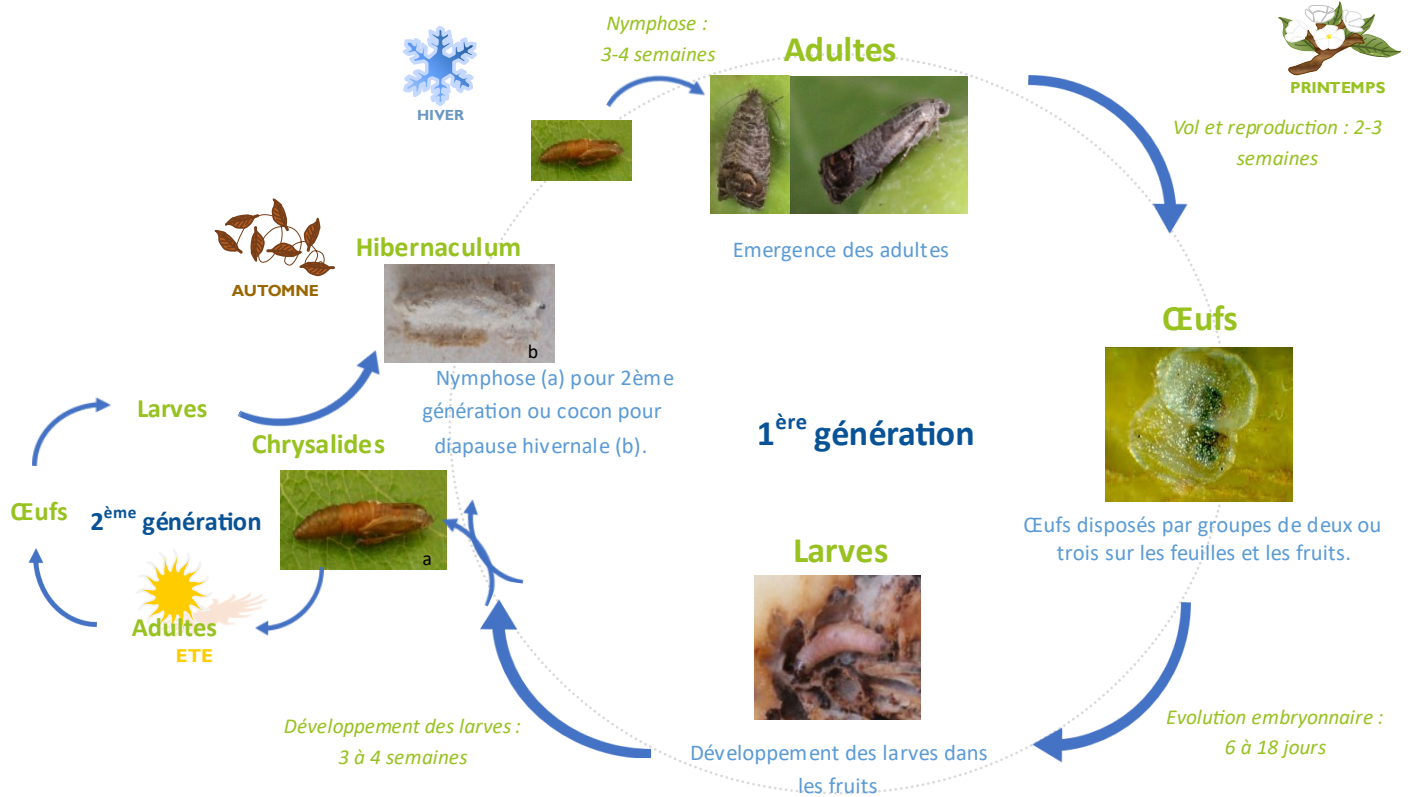 Nymphose :
3-4 semaines
Adultes
HIVER
PRINTEMPS
Vol et reproduction : 2-3
semaines
Emergence des adultes
AUTOMNE
Hibernaculum
b
Nymphose (a) pour 2ème
génération ou cocon pour
diapause hivernale (b).
Œufs
Œufs disposés par groupes de deux ou
trois sur les feuilles et les fruits.
1ère génération
Larves
Chrysalides
a
Œufs
2ème génération
Adultes
ETE
Larves
Développement des larves :
3 à 4 semaines
Développement des larves dans
les fruits
Evolution embryonnaire :
6 à 18 jours